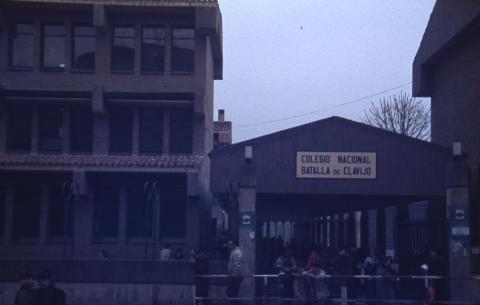 COLEGIO NACIONAL
BATALLA DE CLAVIJO